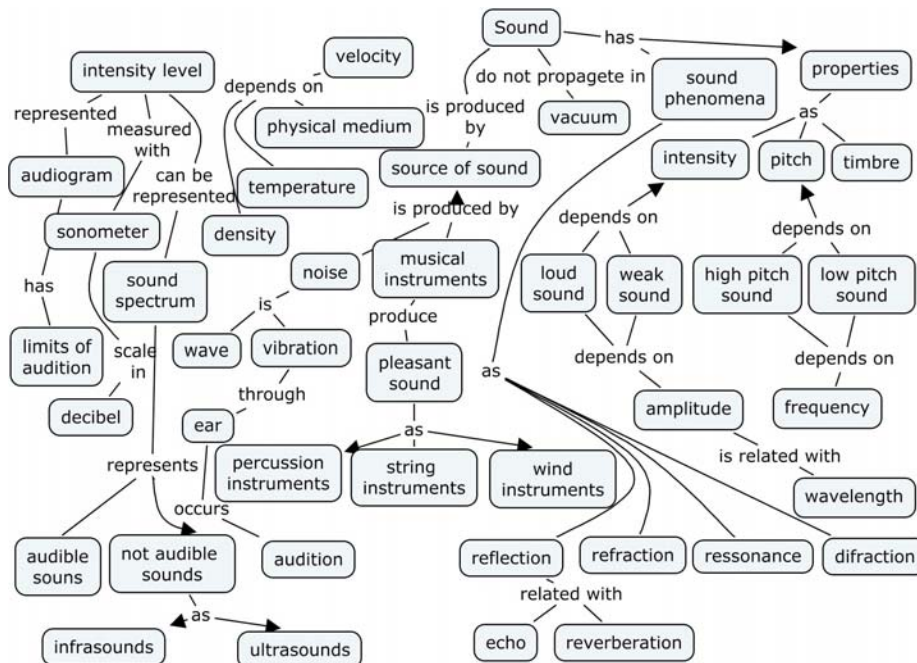 Sound
has
velocity
intensity level
properties
do not propagete in
sound
phenomena
depends on
represented
is produced
by
vacuum
as
physical medium
measured
with
intensity
pitch
timbre
audiogram
source of sound
can be
represented
temperature
is produced by
depends on
sonometer
density
depends on
musical
instruments
noise
loud
sound
weak
sound
high pitch
sound
low pitch
sound
sound
spectrum
has
is
produce
limits of
audition
scale
in
wave
vibration
pleasant
sound
depends on
depends on
as
through
decibel
amplitude
frequency
ear
as
is related with
represents
percussion
instruments
string
instruments
wind
instruments
wavelength
occurs
audible
souns
not audible
sounds
audition
reflection
refraction
ressonance
difraction
related with
as
infrasounds
ultrasounds
echo
reverberation